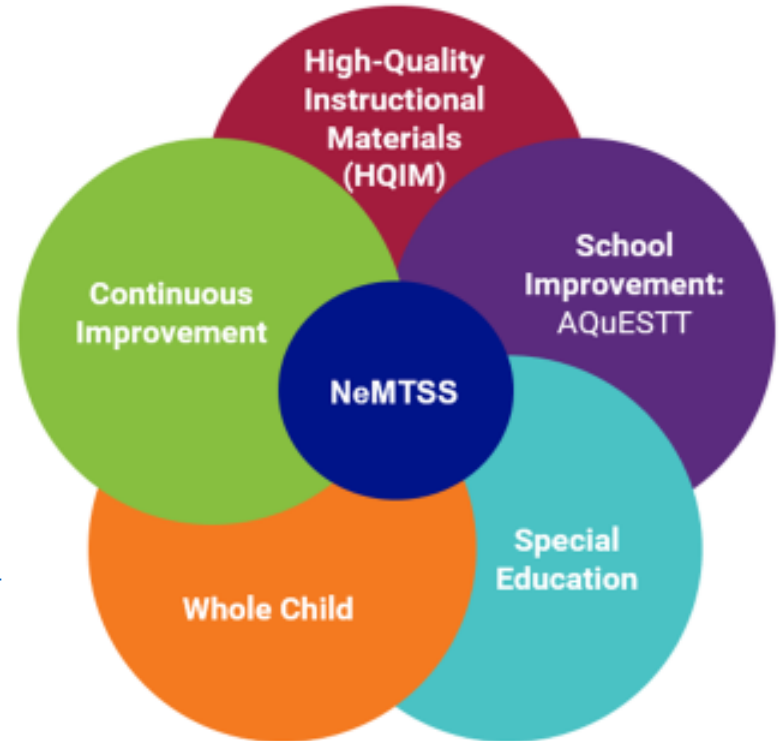 High-Quality
Instructional
Materials
(HQIM)
School
Improvement:
AQuESTT
Continuous
Improvement
NeMTSS
Special
Education
Whole Child